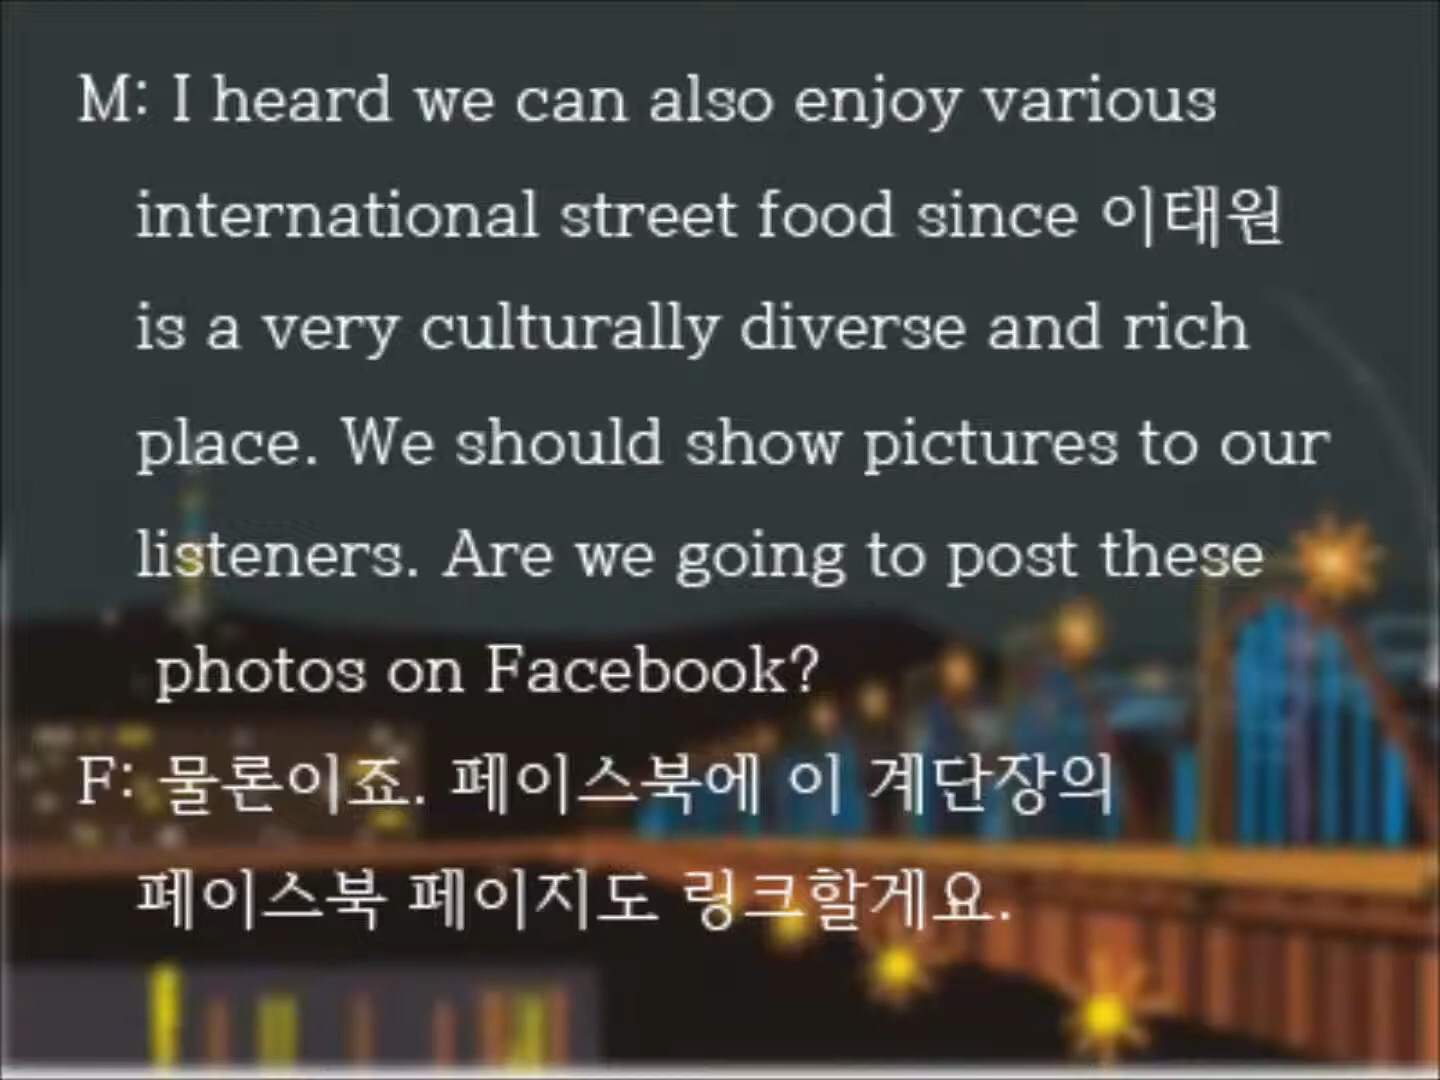 M: I heard we can also enjoy various
international street food since 이태원
is a very culturally diverse and rich
place. We should show pictures to our
listeners. Are we going to post these
photos on Facebook?
F: 물론이죠. 페이스북에 이 계단장의
페이스북 페이지도 링크할게요.